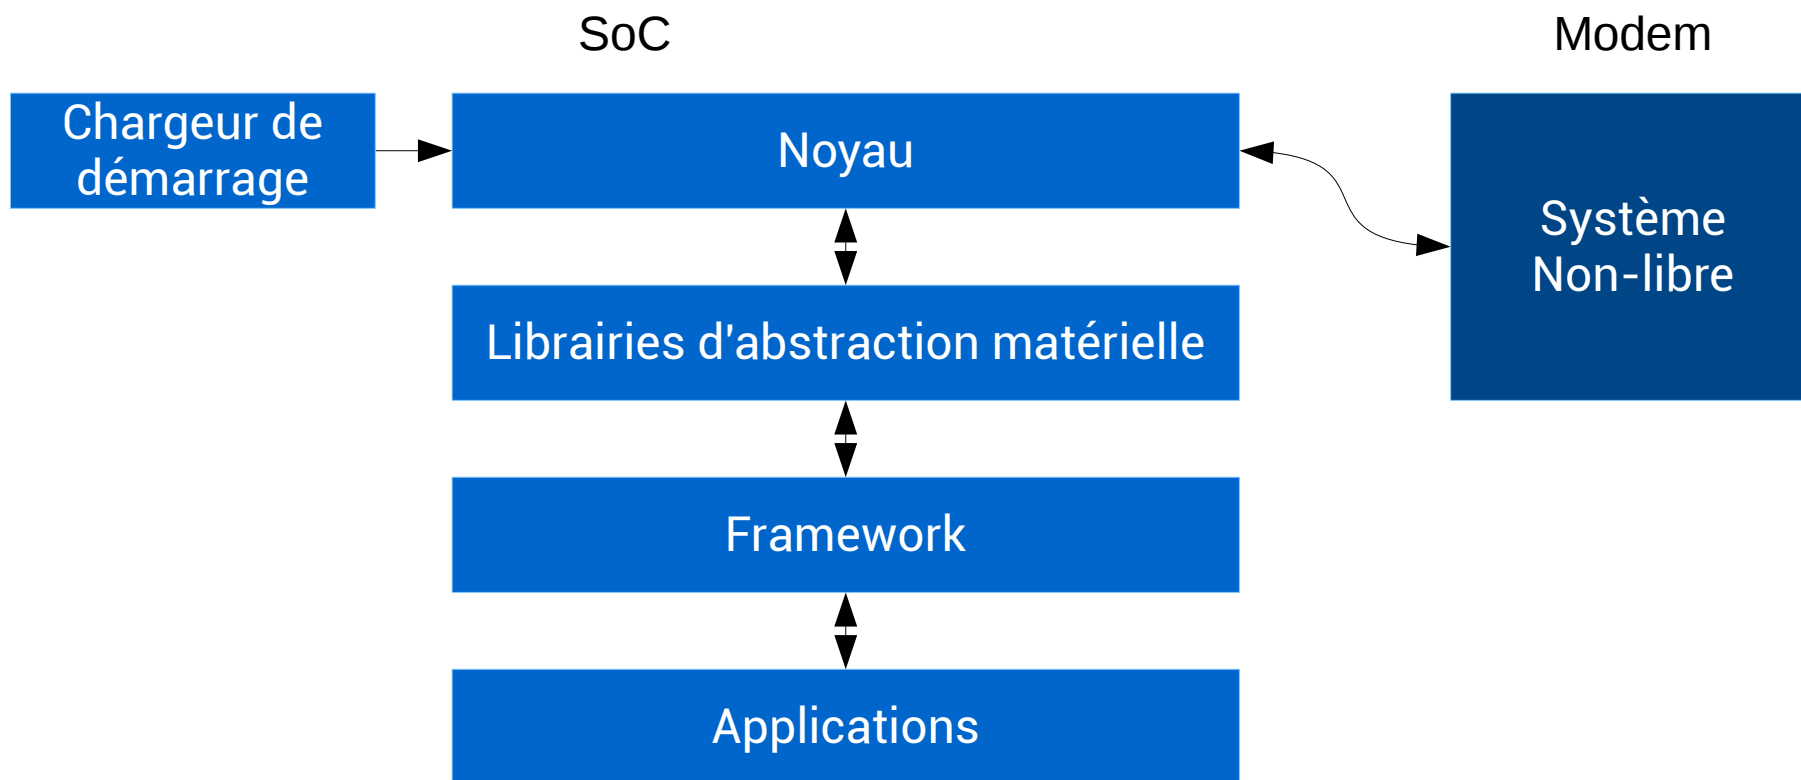 SoC
Modem
Chargeur de
démarrage
Noyau
Système
Non-libre
Librairies d'abstraction matérielle
Framework
Applications